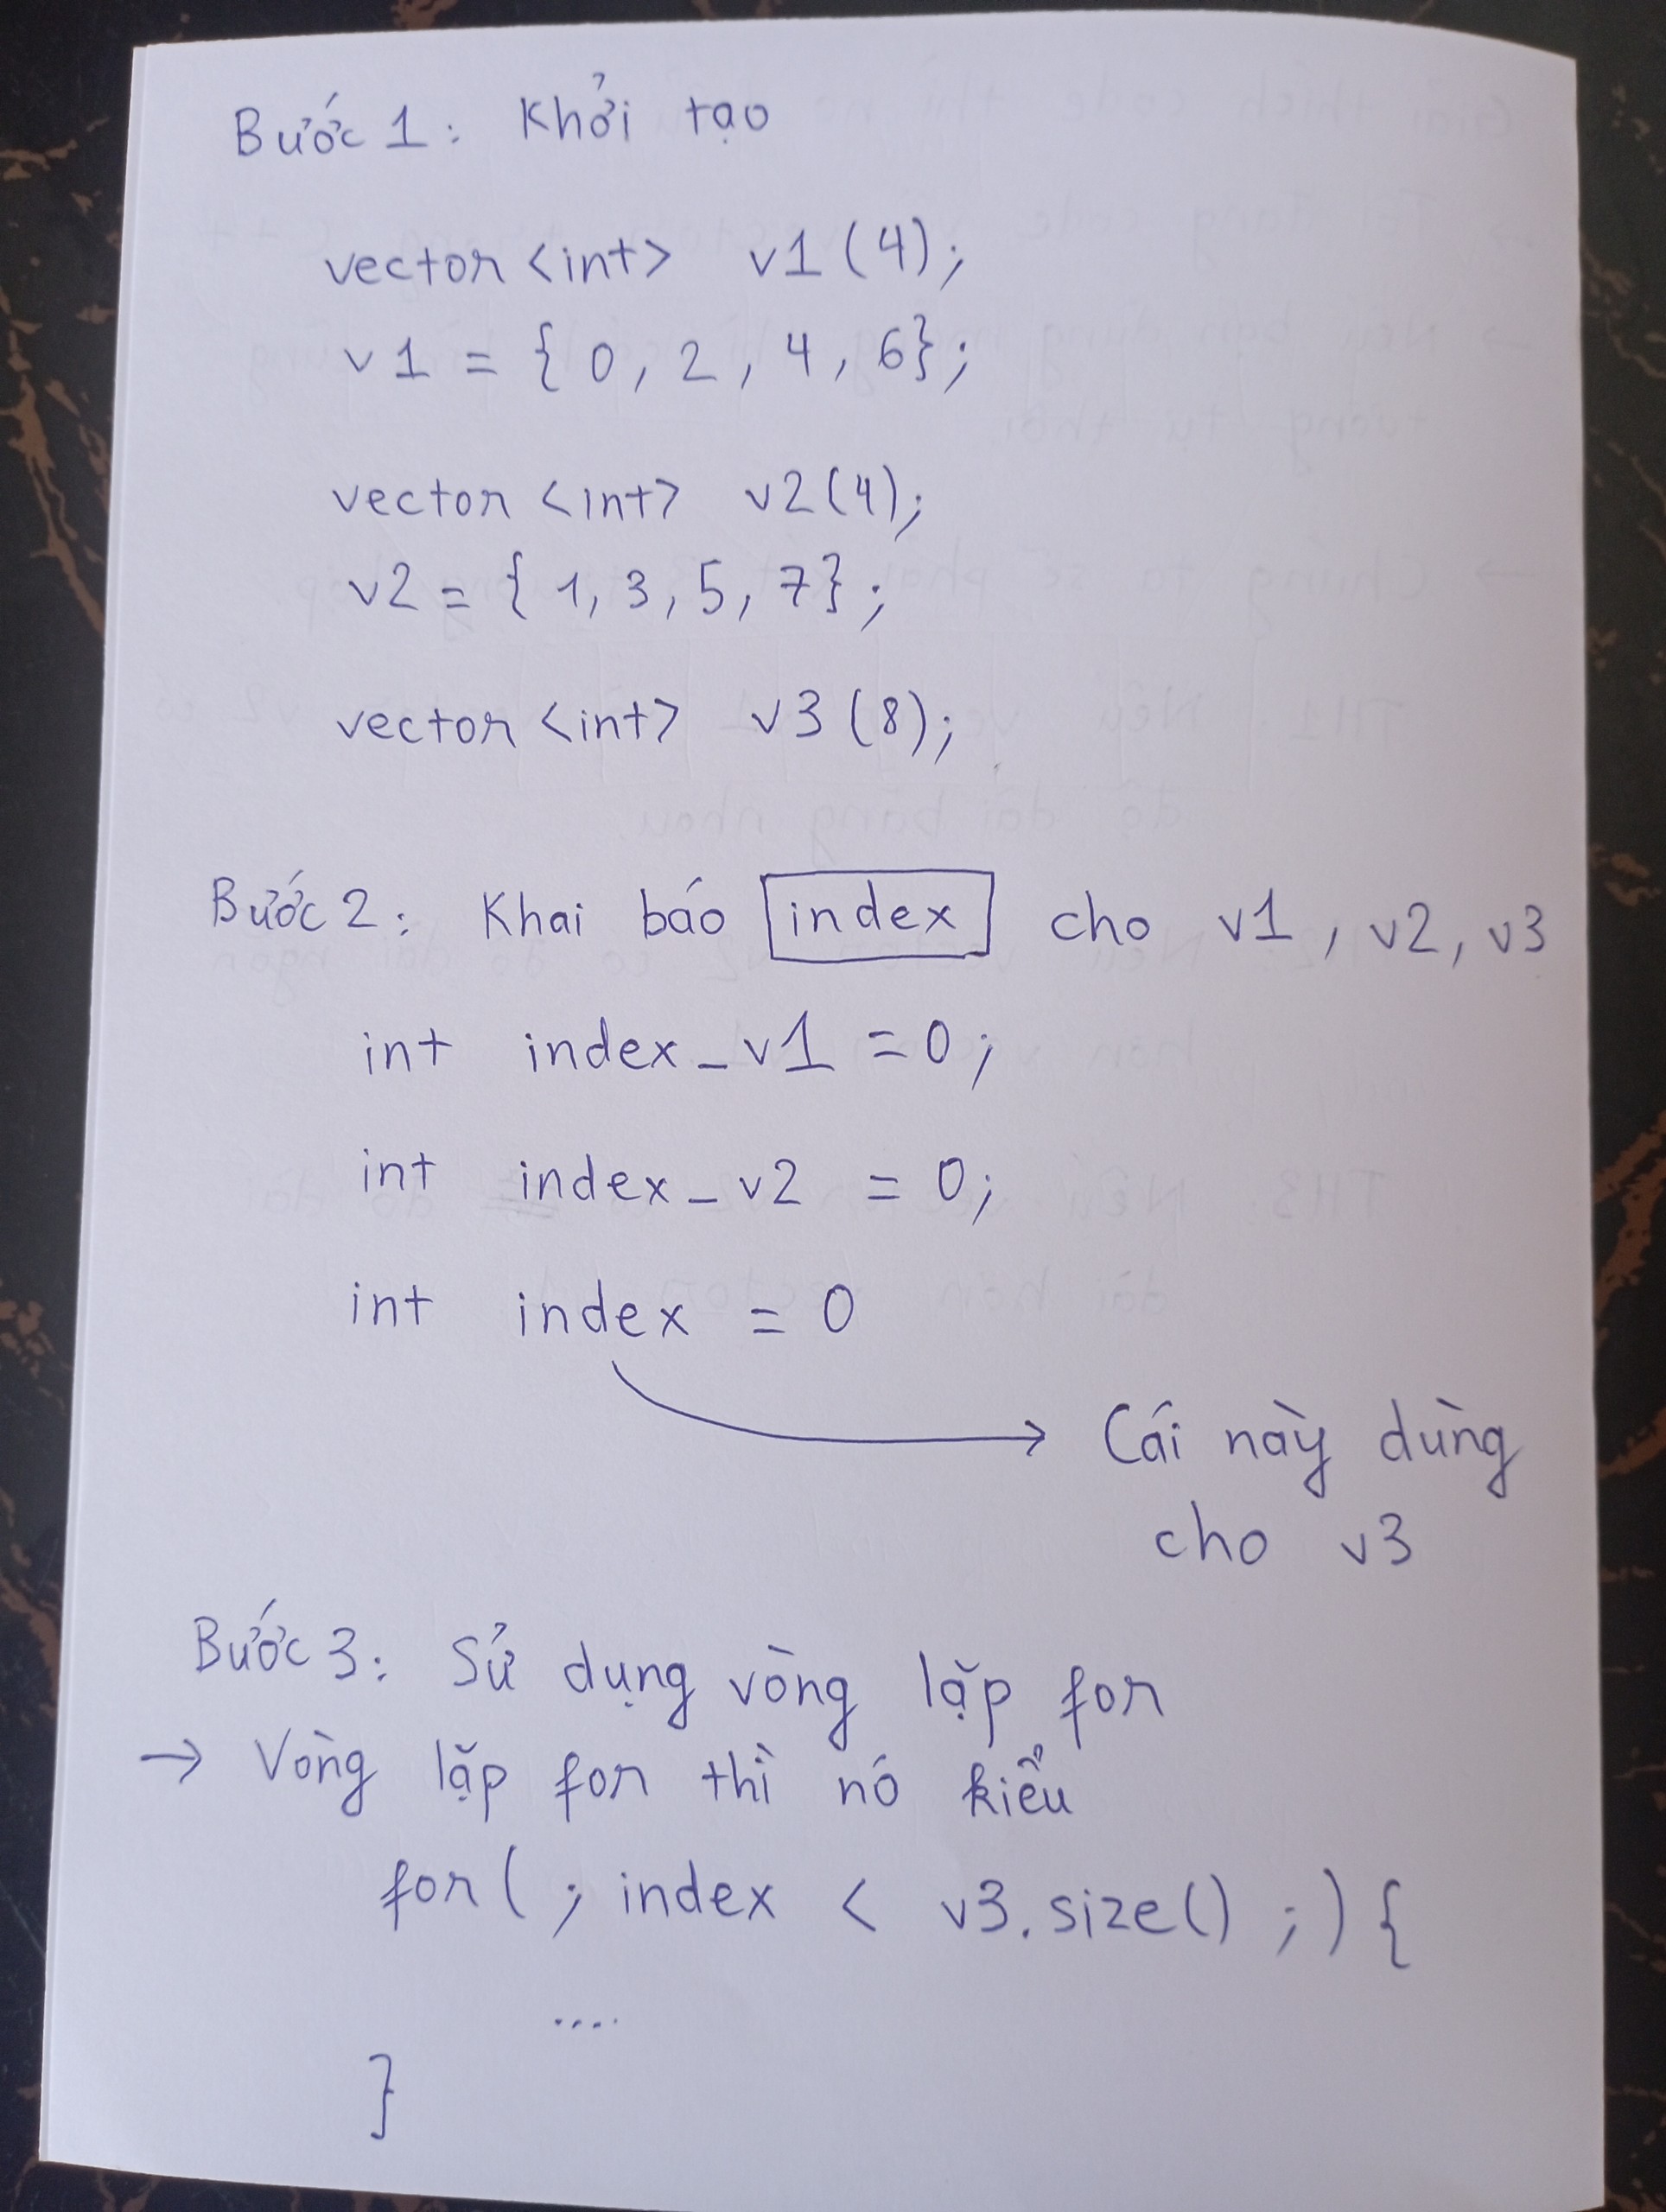 Bước 1: Khởi tạo
vector <int> v1 (4);
v1 = {0, 2, 4, 6};
vector <int> v2 (4);
v2 = {1, 3, 5, 7};
vector <int> v3 (8);
Bước 2: Khai báo index cho v1, v2, v3
int index_v1 = 0;
int index_v2 = 0;
int index = 0
Cái này dùng
cho v3
Bước 3: Sử dụng vòng lặp for
→ Vòng lặp for thì nó kiểu
for ( ; index < v3.size() ; ) {
....
}